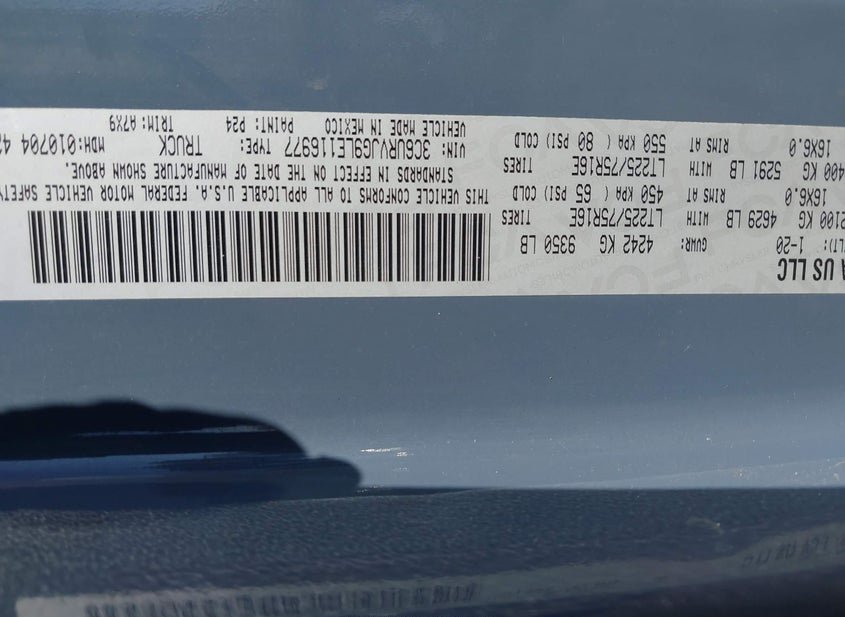 A US LLC
LT): 1-20 GVWR: 4242 KG 9350 LB
2100 KG 4629 LB WITH LT225/75R16E TIRES
16X6.0 RIMS AT 450 KPA ( 65 PSI) COLD
400 KG 5291 LB WITH LT225/75R16E TIRES
16X6.0 RIMS AT 550 KPA ( 80 PSI) COLD
THIS VEHICLE CONFORMS TO ALL APPLICABLE U.S.A. FEDERAL MOTOR VEHICLE SAFETY
STANDARDS IN EFFECT ON THE DATE OF MANUFACTURE SHOWN ABOVE.
VIN: 3C6URVJG9LE116977 TYPE: TRUCK MDH: 010704 42
VEHICLE MADE IN MEXICO PAINT: P24 TRIM: A7X9